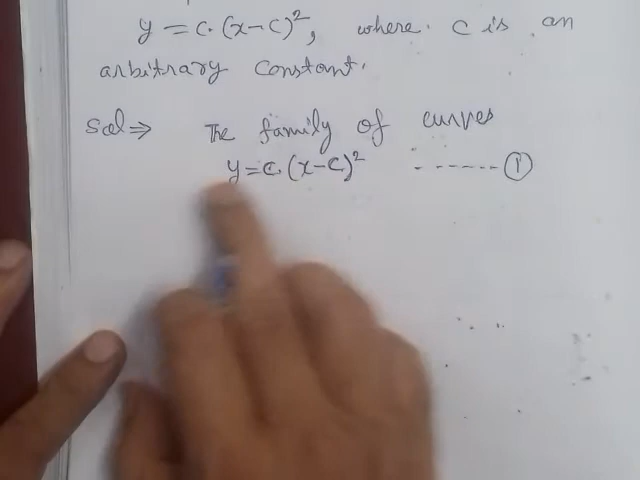 y = c. (x-c)², where. c is an
arbitrary constant.
Sol ⇒ The family of curves
y = c. (x-c)² ------- ①